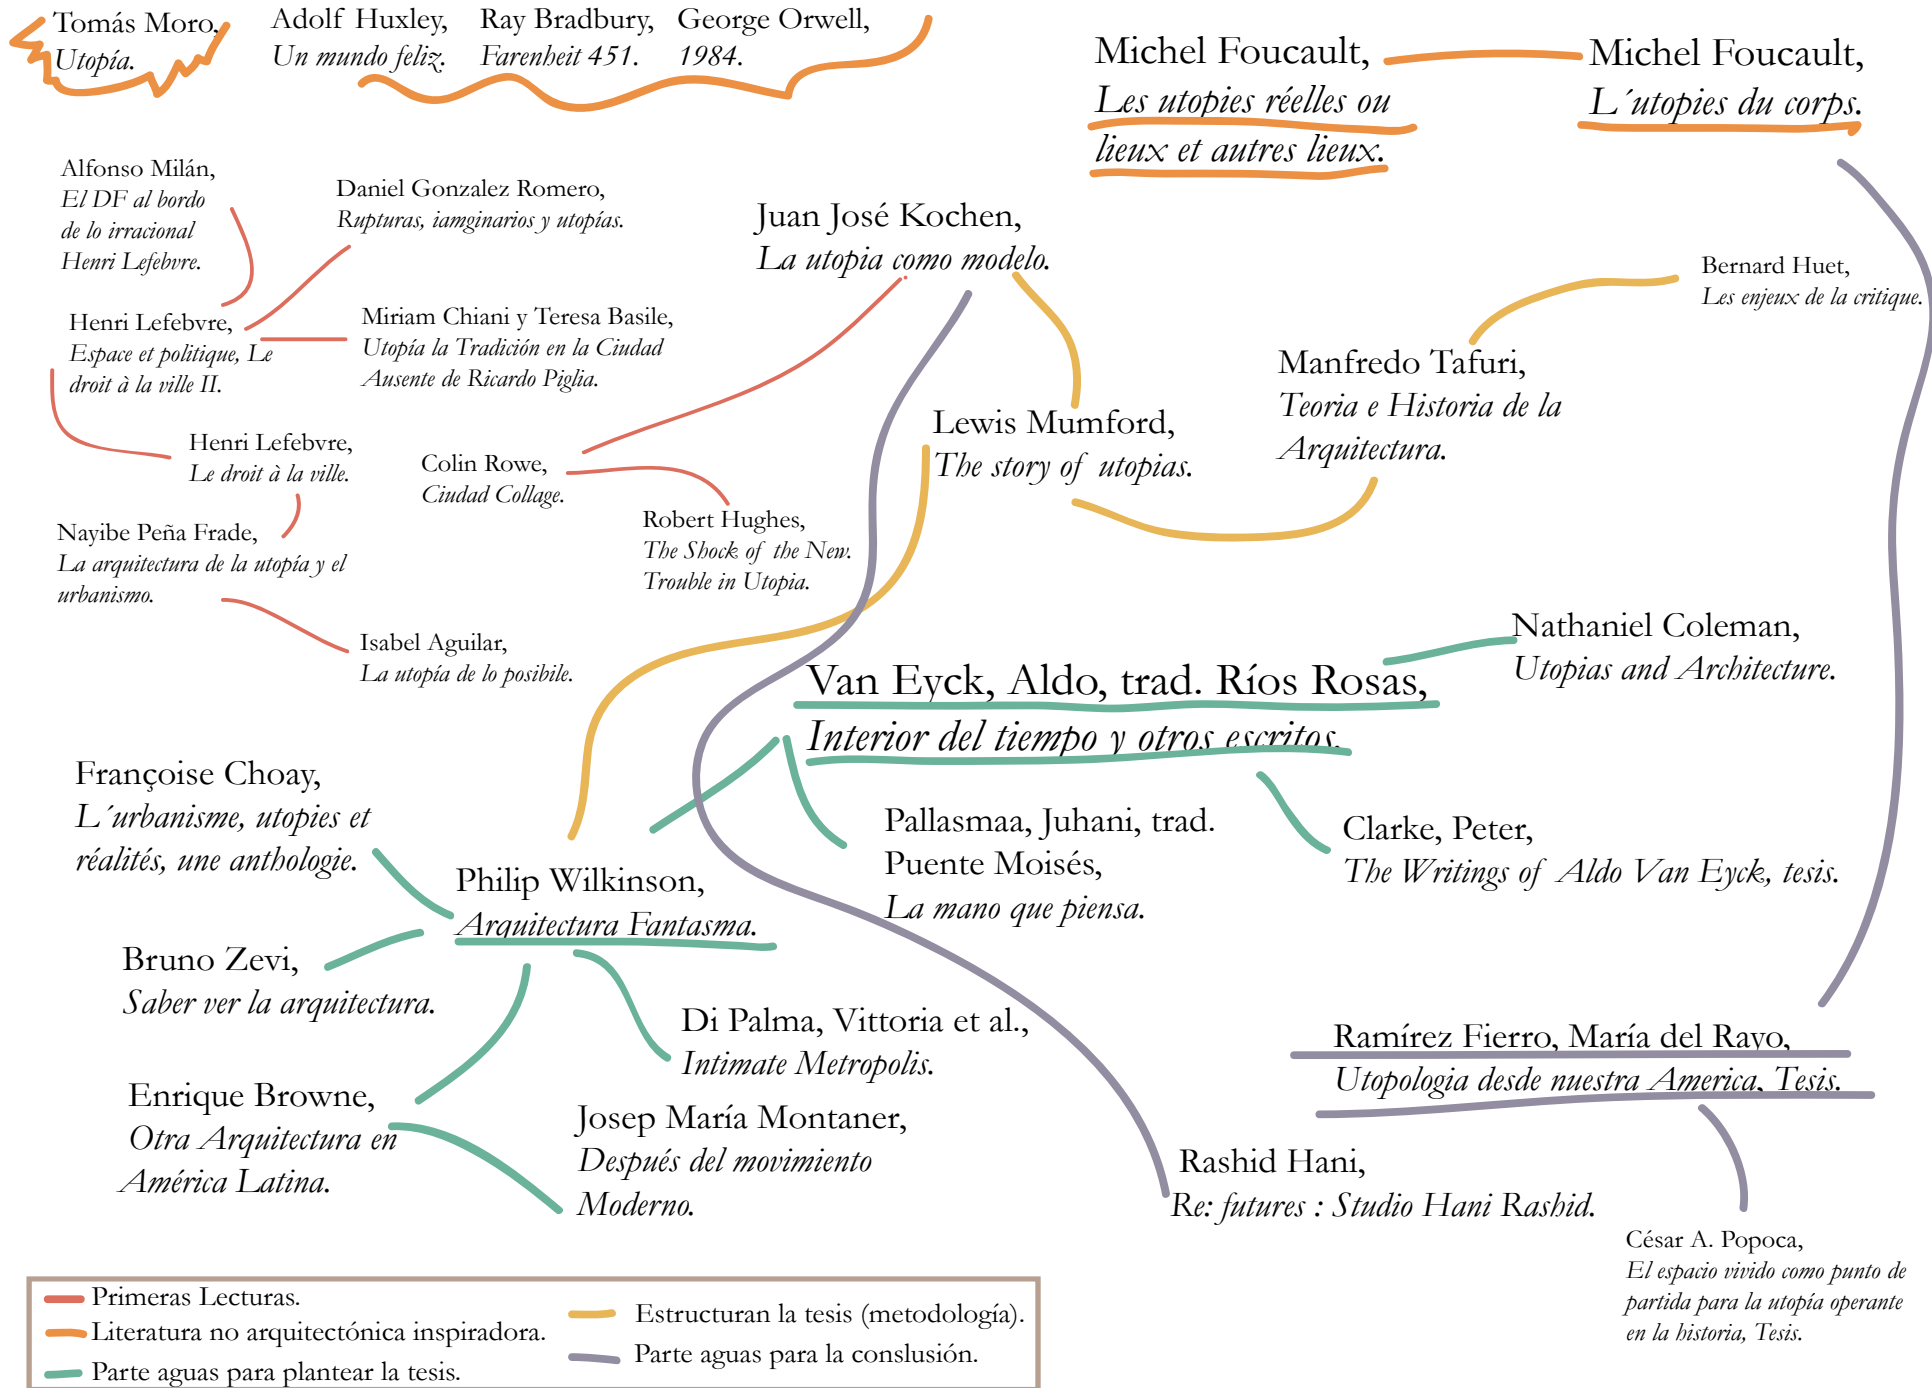 Tomás Moro,
Utopía.
Adolf Huxley,
Un mundo feliz.
Ray Bradbury,
Farenheit 451.
George Orwell,
1984.
Michel Foucault,
Les utopies réelles ou
lieux et autres lieux.
Michel Foucault,
L´utopies du corps.
Alfonso Milán,
El DF al bordo
de lo irracional
Henri Lefebvre.
Daniel Gonzalez Romero,
Rupturas, iamginarios y utopías.
Juan José Kochen,
La utopia como modelo.
Bernard Huet,
Les enjeux de la critique.
Henri Lefebvre,
Espace et politique, Le
droit à la ville II.
Miriam Chiani y Teresa Basile,
Utopía la Tradición en la Ciudad
Ausente de Ricardo Piglia.
Manfredo Tafuri,
Teoria e Historia de la
Arquitectura.
Lewis Mumford,
The story of utopias.
Henri Lefebvre,
Le droit à la ville.
Colin Rowe,
Ciudad Collage.
Robert Hughes,
The Shock of the New.
Trouble in Utopia.
Nayibe Peña Frade,
La arquitectura de la utopía y el
urbanismo.
Isabel Aguilar,
La utopía de lo posibile.
Nathaniel Coleman,
Utopias and Architecture.
Van Eyck, Aldo, trad. Ríos Rosas,
Interior del tiempo y otros escritos.
Françoise Choay,
L´urbanisme, utopies et
réalités, une anthologie.
Pallasmaa, Juhani, trad.
Puente Moisés,
La mano que piensa.
Clarke, Peter,
The Writings of Aldo Van Eyck, tesis.
Philip Wilkinson,
Arquitectura Fantasma.
Bruno Zevi,
Saber ver la arquitectura.
Di Palma, Vittoria et al.,
Intimate Metropolis.
Ramírez Fierro, María del Rayo,
Utopologia desde nuestra America, Tesis.
Enrique Browne,
Otra Arquitectura en
América Latina.
Josep María Montaner,
Después del movimiento
Moderno.
Rashid Hani,
Re: futures : Studio Hani Rashid.
César A. Popoca,
El espacio vivido como punto de
partida para la utopía operante
en la historia, Tesis.
Primeras Lecturas.
Literatura no arquitectónica inspiradora.
Parte aguas para plantear la tesis.
Estructuran la tesis (metodología).
Parte aguas para la conslusión.